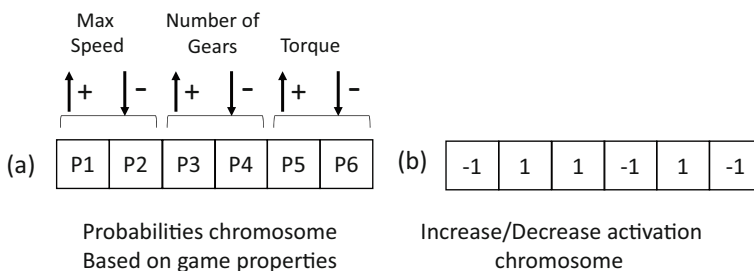 Max Speed
Number of Gears
Torque
+ - + - + -
(a) P1 P2 P3 P4 P5 P6
(b) -1 1 1 -1 1 -1
Probabilities chromosome
Based on game properties
Increase/Decrease activation
chromosome